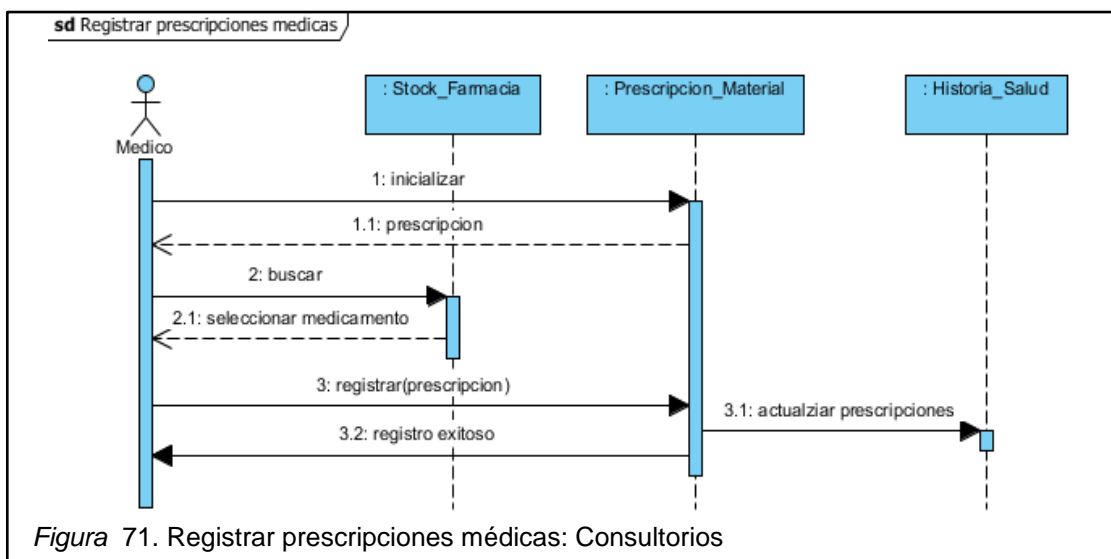 sd Registrar prescripciones medicas
: Stock_Farmacia
: Prescripcion_Material
: Historia_Salud
Medico
1: inicializar
1.1: prescripcion
2: buscar
2.1: seleccionar medicamento
3: registrar(prescripcion)
3.1: actualziar prescripciones
3.2: registro exitoso
Figura 71. Registrar prescripciones médicas: Consultorios